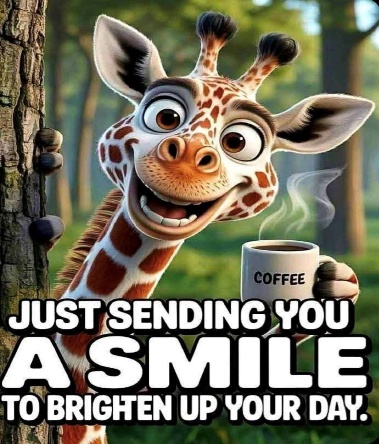 COFFEE
JUST SENDING YOU
A SMILE
TO BRIGHTEN UP YOUR DAY.